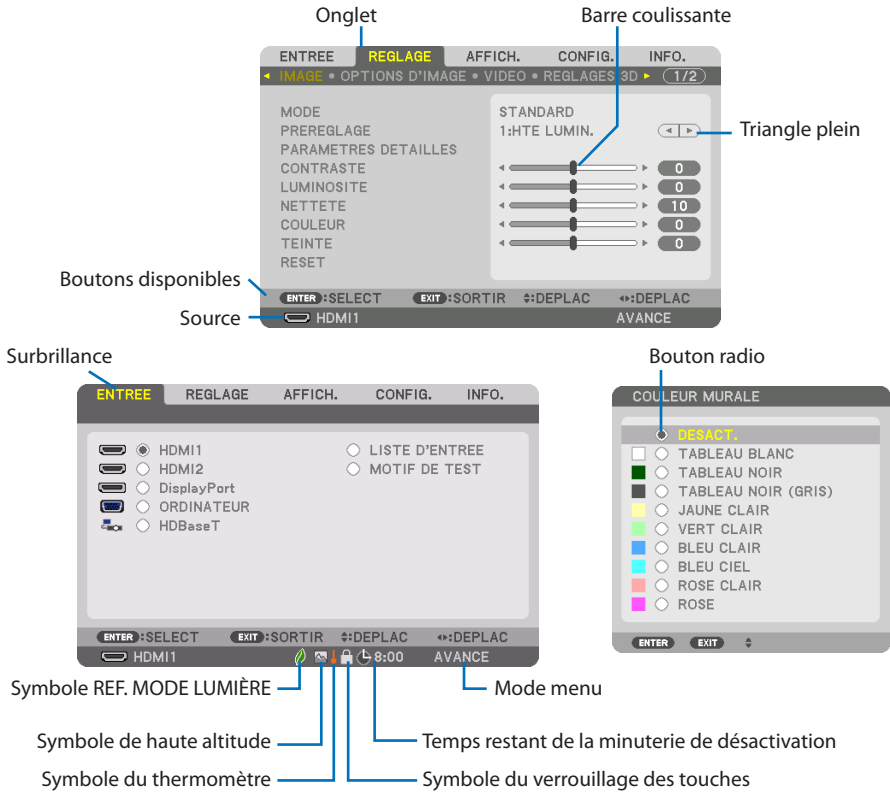 Onglet
Barre coulissante
ENTREE REGLAGE AFFICH. CONFIG. INFO.
IMAGE • OPTIONS D'IMAGE • VIDEO • REGLAGES 3D 1/2
MODE STANDARD
PREREGLAGE 1:HTE LUMIN.
Triangle plein
PARAMETRES DETAILLES
CONTRASTE 0
LUMINOSITE 0
NETTETE 10
COULEUR 0
TEINTE 0
RESET
Boutons disponibles
ENTER :SELECT EXIT :SORTIR :DEPLAC :DEPLAC
Source
HDMI1 AVANCE
Surbrillance
ENTREE REGLAGE AFFICH. CONFIG. INFO.
HDMI1 LISTE D'ENTREE
HDMI2 MOTIF DE TEST
DisplayPort
ORDINATEUR
HDBaseT
ENTER :SELECT EXIT :SORTIR :DEPLAC :DEPLAC
HDMI1 8:00 AVANCE
Bouton radio
COULEUR MURALE
DESACT.
TABLEAU BLANC
TABLEAU NOIR
TABLEAU NOIR (GRIS)
JAUNE CLAIR
VERT CLAIR
BLEU CLAIR
BLEU CIEL
ROSE CLAIR
ROSE
ENTER EXIT
Symbole REF. MODE LUMIÈRE
Mode menu
Symbole de haute altitude
Temps restant de la minuterie de désactivation
Symbole du thermomètre
Symbole du verrouillage des touches